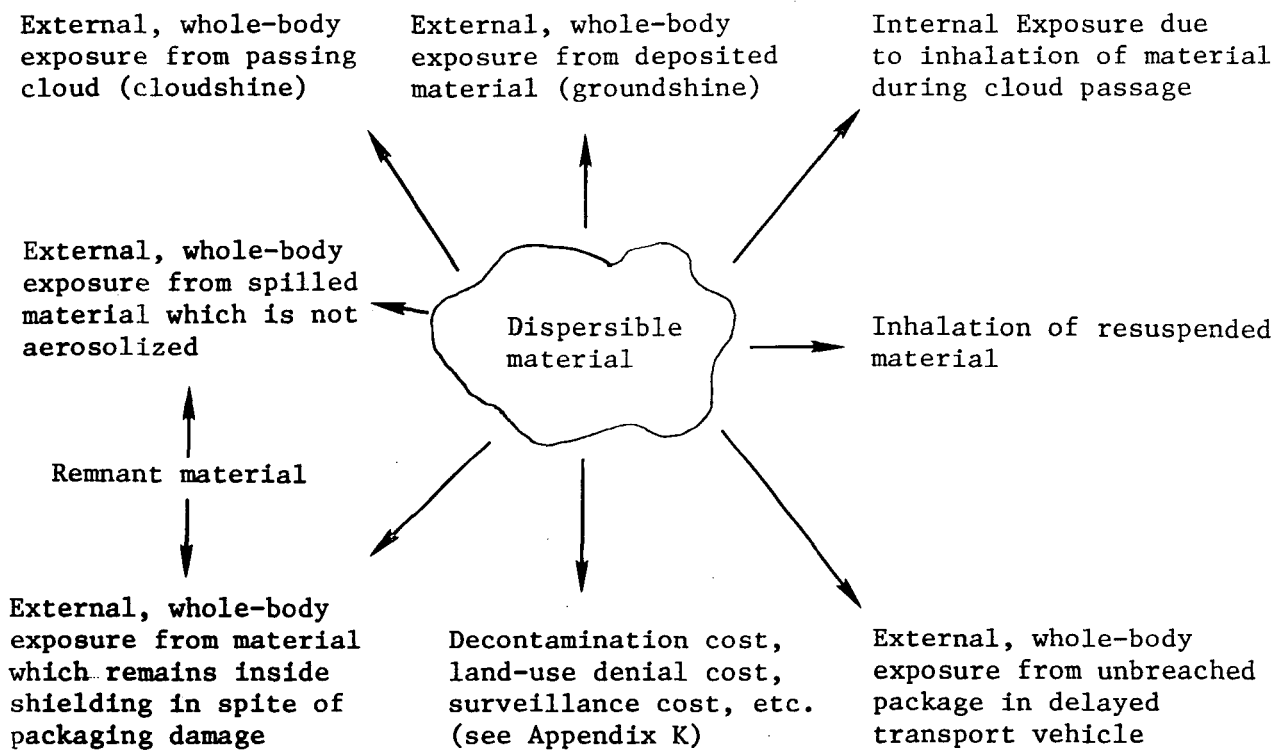 External, whole-body
exposure from passing
cloud (cloudshine)
External, whole-body
exposure from deposited
material (groundshine)
Internal Exposure due
to inhalation of material
during cloud passage
External, whole-body
exposure from spilled
material which is not
aerosolized
Dispersible
material
Inhalation of resuspended
material
Remnant material
External, whole-body
exposure from material
which remains inside
shielding in spite of
packaging damage
Decontamination cost,
land-use denial cost,
surveillance cost, etc.
(see Appendix K)
External, whole-body
exposure from unbreached
package in delayed
transport vehicle